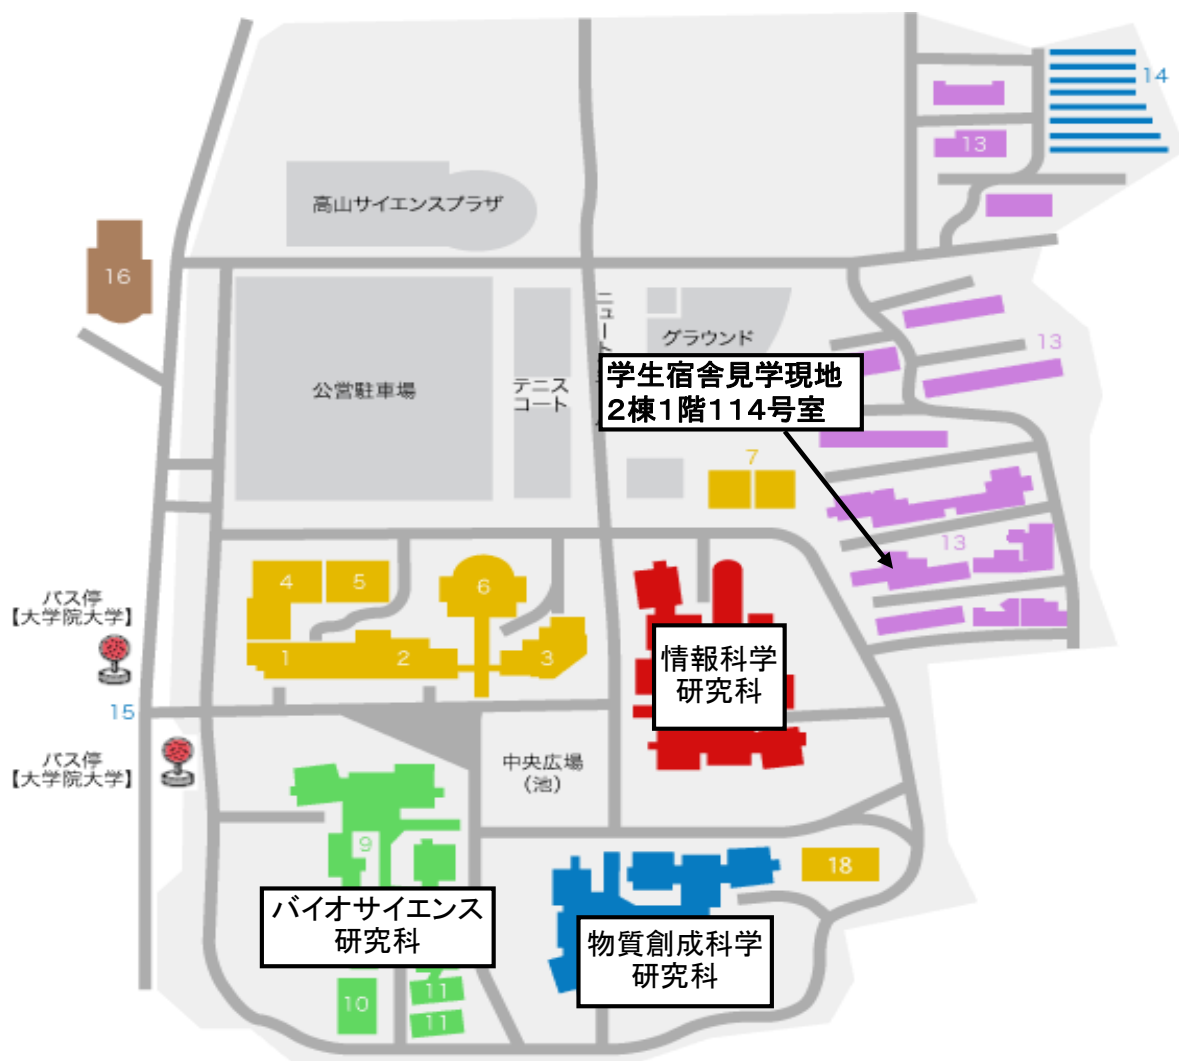 14
13
高山サイエンスプラザ
16
グラウンド
13
学生宿舎見学現地
2棟1階114号室
公営駐車場
テニス
コート
7
13
4
5
6
バス停
【大学院大学】
1
2
3
情報科学
研究科
15
バス停
【大学院大学】
中央広場
(池)
9
18
バイオサイエンス
研究科
物質創成科学
研究科
10
11
11